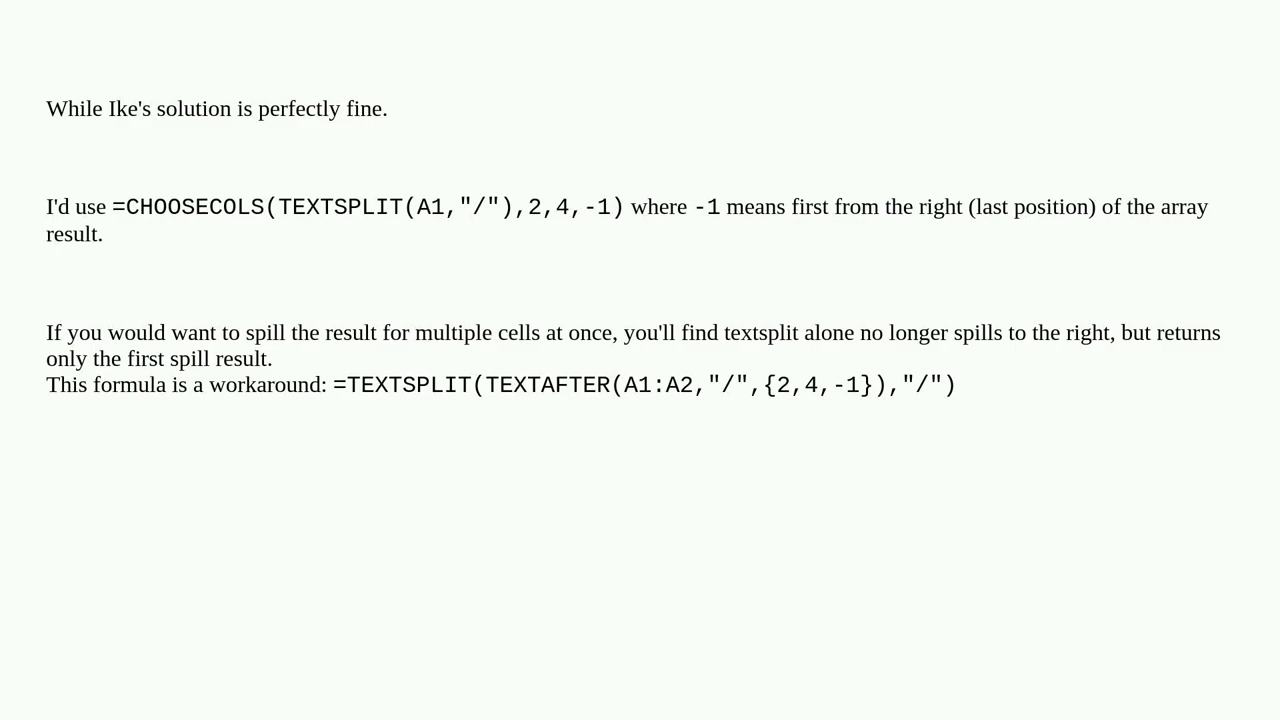 While Ike's solution is perfectly fine.
I'd use =CHOOSECOLS(TEXTSPLIT(A1,"/"),2,4,-1) where -1 means first from the right (last position) of the array
result.
If you would want to spill the result for multiple cells at once, you'll find textsplit alone no longer spills to the right, but returns
only the first spill result.
This formula is a workaround: =TEXTSPLIT(TEXTAFTER(A1:A2,"/",{2,4,-1}),"/")